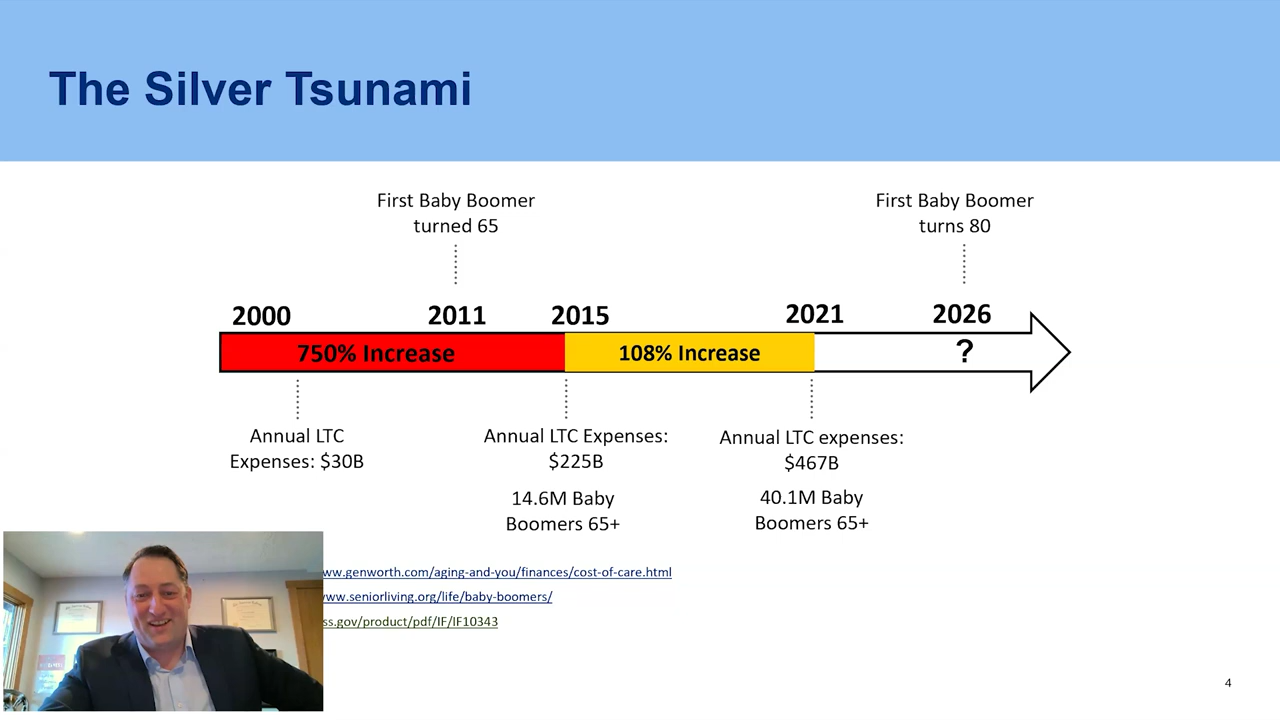 The Silver Tsunami
First Baby Boomer
turned 65
First Baby Boomer
turns 80
2000
2011
2015
2021
2026
750% Increase
108% Increase
?
Annual LTC
Expenses: $30B
Annual LTC Expenses:
$225B
14.6M Baby
Boomers 65+
Annual LTC expenses:
$467B
40.1M Baby
Boomers 65+
ww.genworth.com/aging-and-you/finances/cost-of-care.html
www.seniorliving.org/life/baby-boomers/
ss.gov/product/pdf/IF/IF10343
4